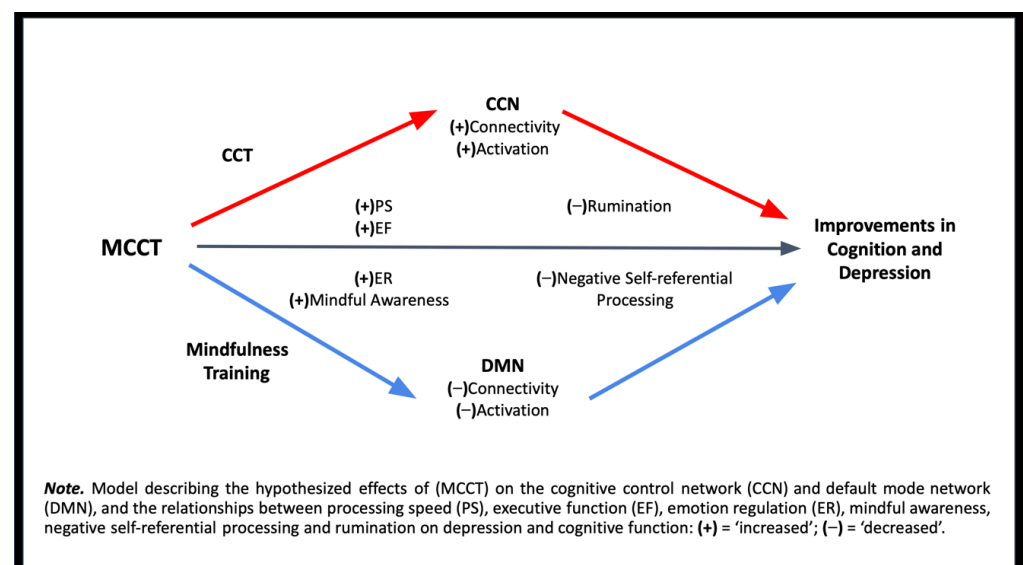 CCN
(+)Connectivity
(+)Activation
CCT
(+)PS
(+)EF
(–)Rumination
MCCT
Improvements in
Cognition and
Depression
(+)ER
(+)Mindful Awareness
(–)Negative Self-referential
Processing
Mindfulness
Training
DMN
(–)Connectivity
(–)Activation
Note. Model describing the hypothesized effects of (MCCT) on the cognitive control network (CCN) and default mode network
(DMN), and the relationships between processing speed (PS), executive function (EF), emotion regulation (ER), mindful awareness,
negative self-referential processing and rumination on depression and cognitive function: (+) = ‘increased’; (–) = ‘decreased’.